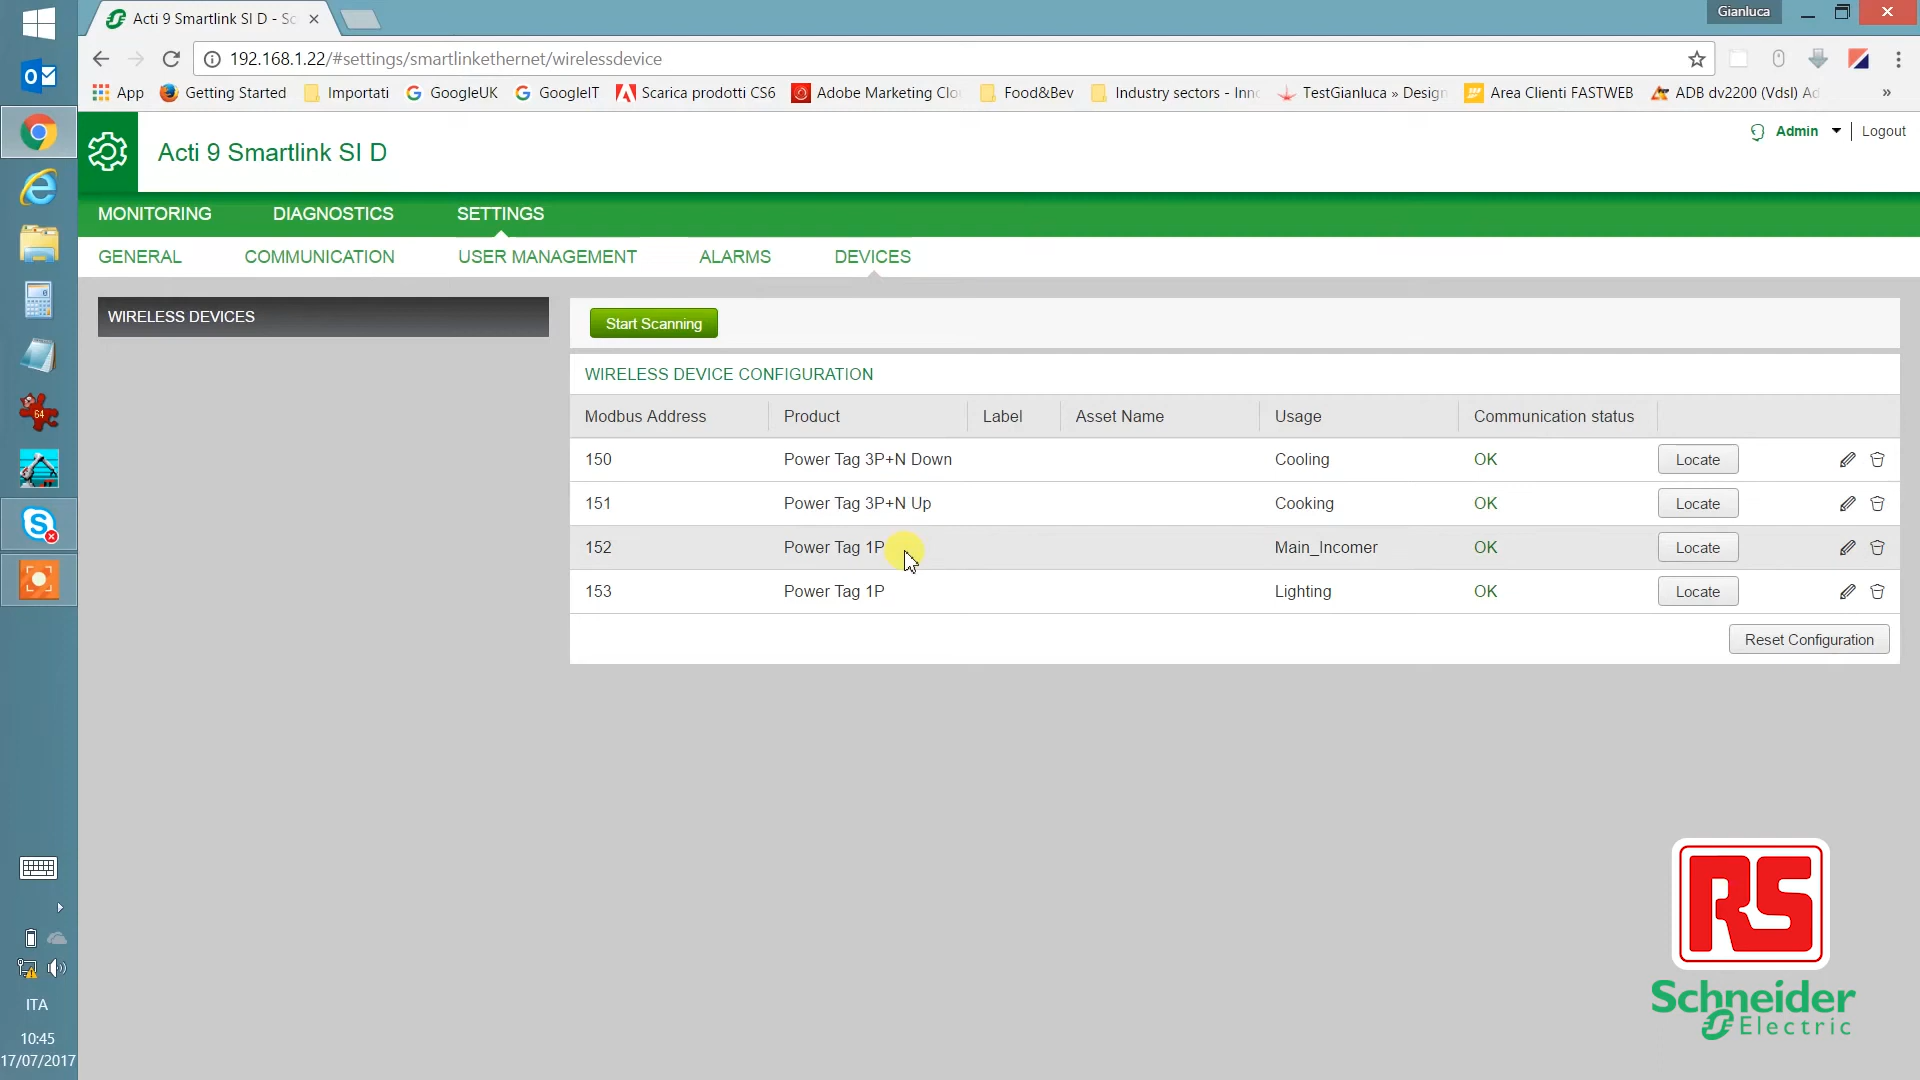 Acti 9 Smartlink SI D - Sc
Gianluca
192.168.1.22/#settings/smartlinkethernet/wirelessdevice
App Getting Started Importati GoogleUK GoogleIT Scarica prodotti CS6 Adobe Marketing Clo Food&Bev Industry sectors - Inno TestGianluca » Design Area Clienti FASTWEB ADB dv2200 (Vdsl) Ad »
Admin Logout
Acti 9 Smartlink SI D
MONITORING DIAGNOSTICS SETTINGS
GENERAL COMMUNICATION USER MANAGEMENT ALARMS DEVICES
WIRELESS DEVICES
Start Scanning
WIRELESS DEVICE CONFIGURATION
Modbus Address Product Label Asset Name Usage Communication status
150 Power Tag 3P+N Down Cooling OK Locate
151 Power Tag 3P+N Up Cooking OK Locate
152 Power Tag 1P Main_Incomer OK Locate
153 Power Tag 1P Lighting OK Locate
Reset Configuration
64
RS
Schneider
Electric
ITA
10:45
17/07/2017